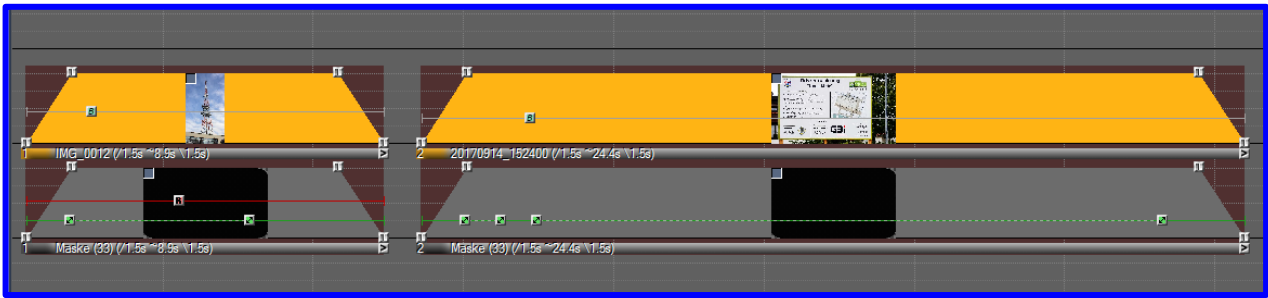 1 IMG_0012 (/1.5s ~8.9s \1.5s)
2 20170914_152400 (/1.5s ~24.4s \1.5s)
R
1 Maske (33) (/1.5s ~8.9s \1.5s)
2 Maske (33) (/1.5s ~24.4s \1.5s)